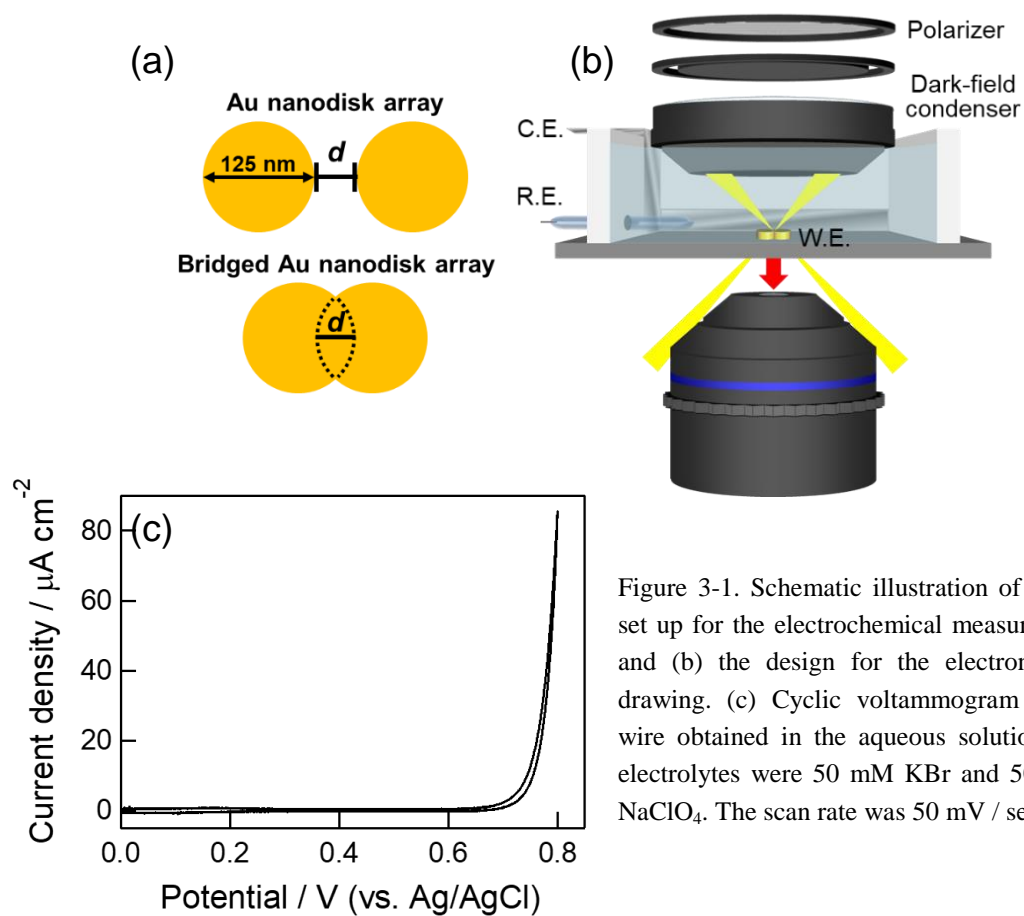 (a)
Au nanodisk array
125 nm
d
Bridged Au nanodisk array
d
(b)
Polarizer
Dark-field
condenser
C.E.
R.E.
W.E.
(c)
Current density / μA cm⁻²
80
60
40
20
0
0.0 0.2 0.4 0.6 0.8
Potential / V (vs. Ag/AgCl)
Figure 3-1. Schematic illustration of
set up for the electrochemical measur
and (b) the design for the electron
drawing. (c) Cyclic voltammogram
wire obtained in the aqueous solutio
electrolytes were 50 mM KBr and 50
NaClO₄. The scan rate was 50 mV / se